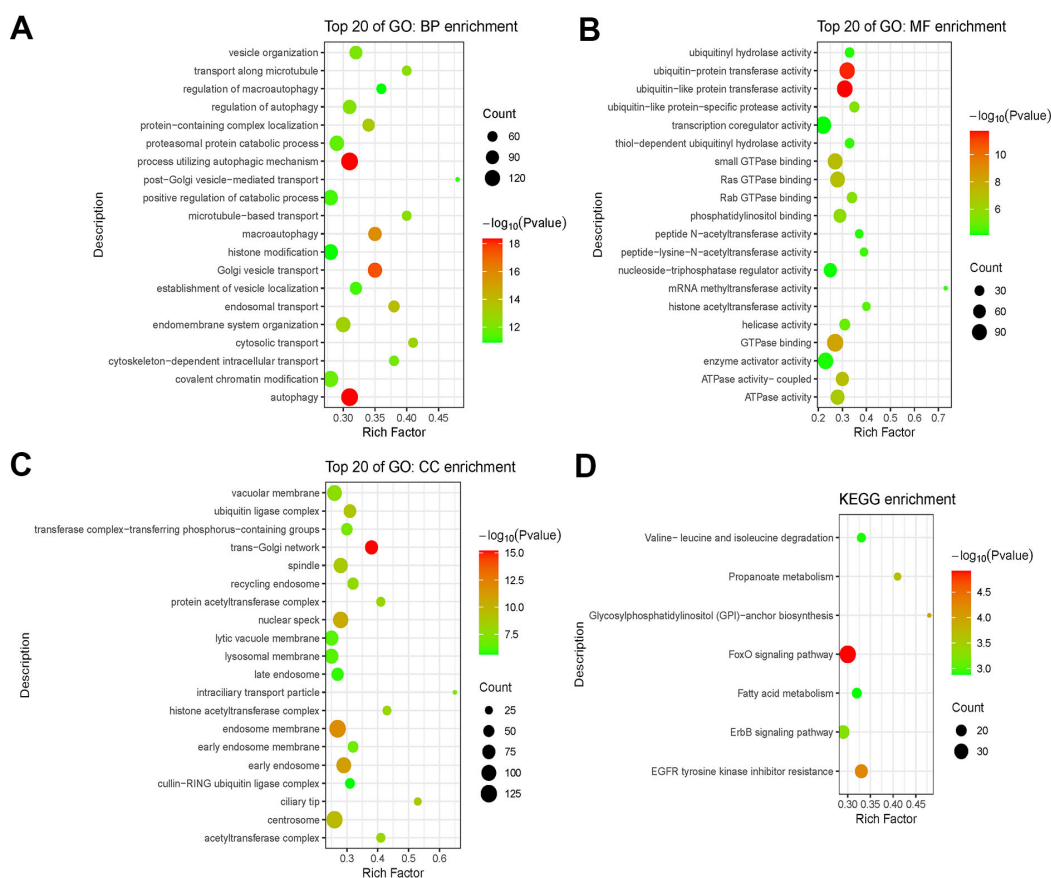 A
Top 20 of GO: BP enrichment
vesicle organization
transport along microtubule
regulation of macroautophagy
regulation of autophagy
protein−containing complex localization
proteasomal protein catabolic process
process utilizing autophagic mechanism
post−Golgi vesicle−mediated transport
positive regulation of catabolic process
microtubule−based transport
macroautophagy
histone modification
Golgi vesicle transport
establishment of vesicle localization
endosomal transport
endomembrane system organization
cytosolic transport
cytoskeleton−dependent intracellular transport
covalent chromatin modification
autophagy
Description
0.30 0.35 0.40 0.45
Rich Factor
Count
60
90
120
−log10(Pvalue)
18
16
14
12
B
Top 20 of GO: MF enrichment
ubiquitinyl hydrolase activity
ubiquitin−protein transferase activity
ubiquitin−like protein transferase activity
ubiquitin−like protein−specific protease activity
transcription coregulator activity
thiol−dependent ubiquitinyl hydrolase activity
small GTPase binding
Ras GTPase binding
Rab GTPase binding
phosphatidylinositol binding
peptide N−acetyltransferase activity
peptide−lysine−N−acetyltransferase activity
nucleoside−triphosphatase regulator activity
mRNA methyltransferase activity
histone acetyltransferase activity
helicase activity
GTPase binding
enzyme activator activity
ATPase activity− coupled
ATPase activity
Description
0.2 0.3 0.4 0.5 0.6 0.7
Rich Factor
−log10(Pvalue)
10
8
6
Count
30
60
90
C
Top 20 of GO: CC enrichment
vacuolar membrane
ubiquitin ligase complex
transferase complex−transferring phosphorus−containing groups
trans−Golgi network
spindle
recycling endosome
protein acetyltransferase complex
nuclear speck
lytic vacuole membrane
lysosomal membrane
late endosome
intraciliary transport particle
histone acetyltransferase complex
endosome membrane
early endosome membrane
early endosome
cullin−RING ubiquitin ligase complex
ciliary tip
centrosome
acetyltransferase complex
Description
0.3 0.4 0.5 0.6
Rich Factor
−log10(Pvalue)
15.0
12.5
10.0
7.5
Count
25
50
75
100
125
D
KEGG enrichment
Valine− leucine and isoleucine degradation
Propanoate metabolism
Glycosylphosphatidylinositol (GPI)−anchor biosynthesis
FoxO signaling pathway
Fatty acid metabolism
ErbB signaling pathway
EGFR tyrosine kinase inhibitor resistance
Description
0.30 0.35 0.40 0.45
Rich Factor
−log10(Pvalue)
4.5
4.0
3.5
3.0
Count
20
30